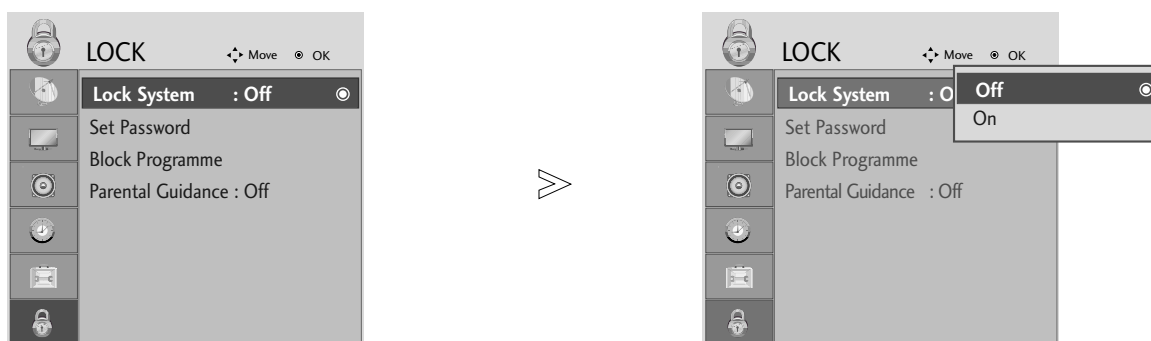 LOCK Move OK
Lock System : Off
Set Password
Block Programme
Parental Guidance : Off
LOCK Move OK
Lock System : O
Off
On
Set Password
Block Programme
Parental Guidance : Off